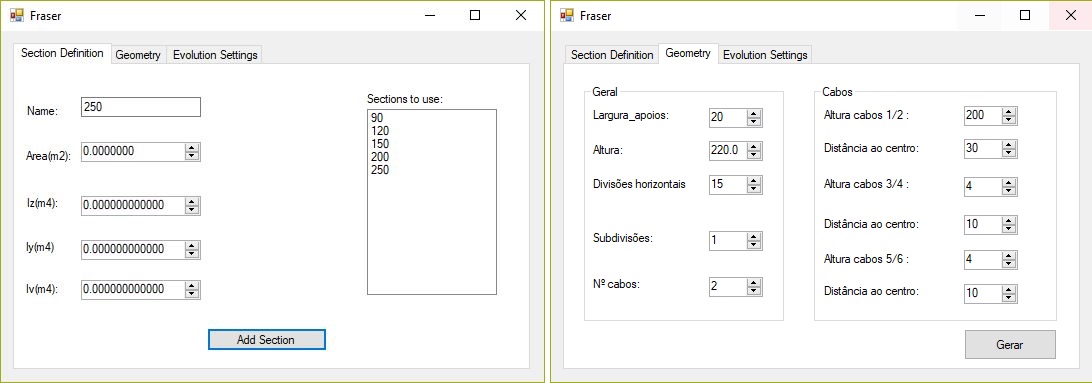 Fraser
Section Definition Geometry Evolution Settings
Name: 250
Area(m2): 0.0000000
Iz(m4): 0.000000000000
Iy(m4) 0.000000000000
Iv(m4): 0.000000000000
Sections to use:
90
120
150
200
250
Add Section
Fraser
Section Definition Geometry Evolution Settings
Geral
Largura_apoios: 20
Altura: 220.0
Divisões horizontais 15
Subdivisões: 1
Nº cabos: 2
Cabos
Altura cabos 1/2 : 200
Distância ao centro: 30
Altura cabos 3/4 : 4
Distância ao centro: 10
Altura cabos 5/6 : 4
Distância ao centro: 10
Gerar